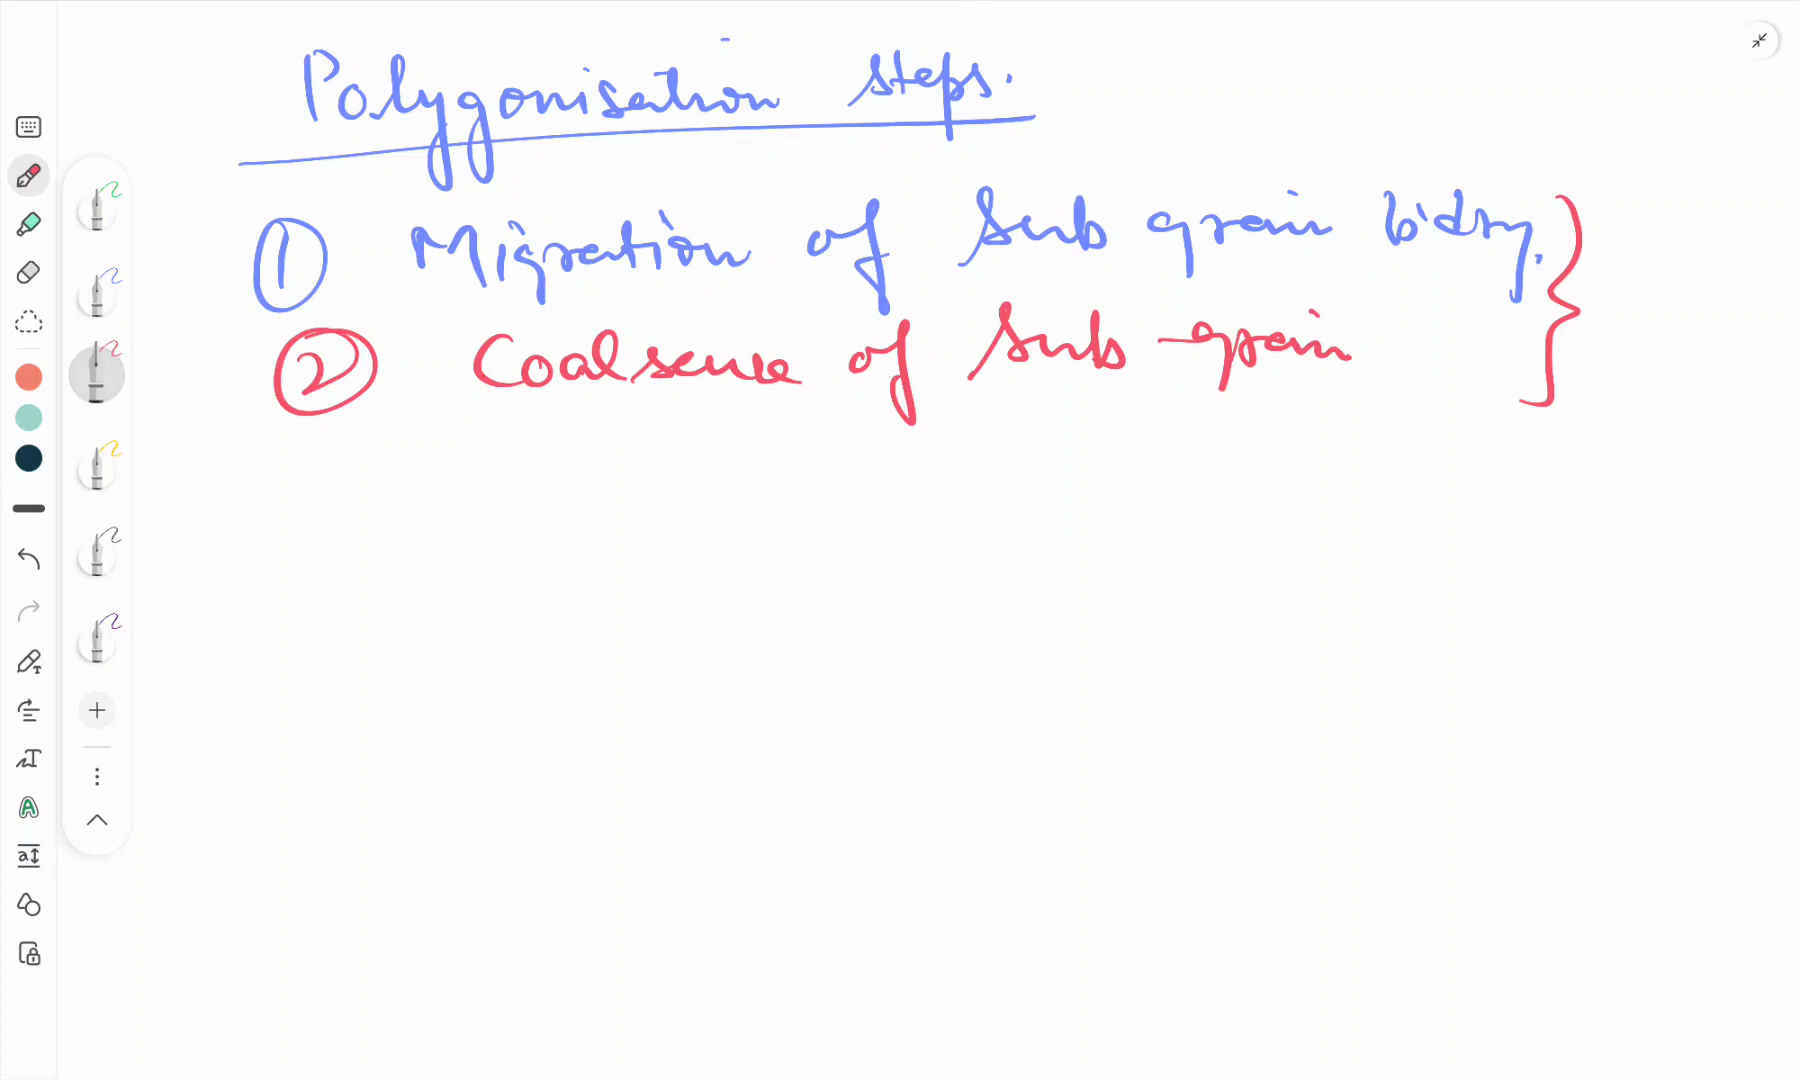 Polygonisation steps.
① Migration of Sub grain b'dry.
② Coalsence of Sub grain